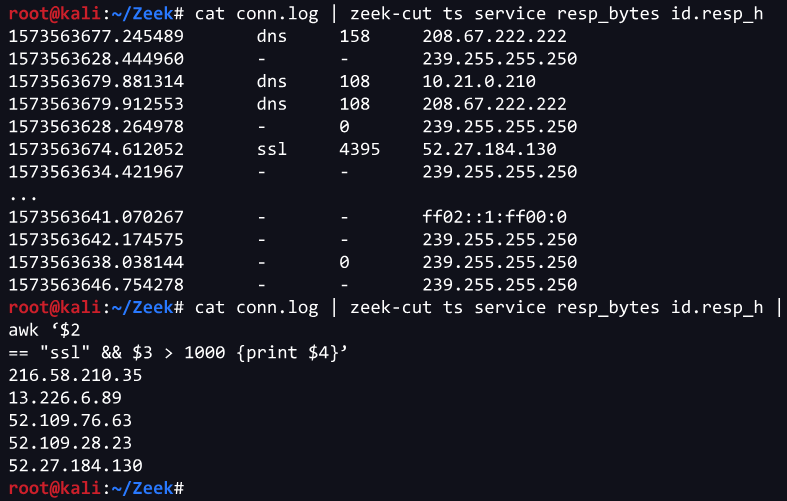 root@kali:~/Zeek# cat conn.log | zeek-cut ts service resp_bytes id.resp_h
1573563677.245489 dns 158 208.67.222.222
1573563628.444960 - - 239.255.255.250
1573563679.881314 dns 108 10.21.0.210
1573563679.912553 dns 108 208.67.222.222
1573563628.264978 - 0 239.255.255.250
1573563674.612052 ssl 4395 52.27.184.130
1573563634.421967 - - 239.255.255.250
...
1573563641.070267 - - ff02::1:ff00:0
1573563642.174575 - - 239.255.255.250
1573563638.038144 - 0 239.255.255.250
1573563646.754278 - - 239.255.255.250
root@kali:~/Zeek# cat conn.log | zeek-cut ts service resp_bytes id.resp_h |
awk ‘$2
== "ssl" && $3 > 1000 {print $4}’
216.58.210.35
13.226.6.89
52.109.76.63
52.109.28.23
52.27.184.130
root@kali:~/Zeek#